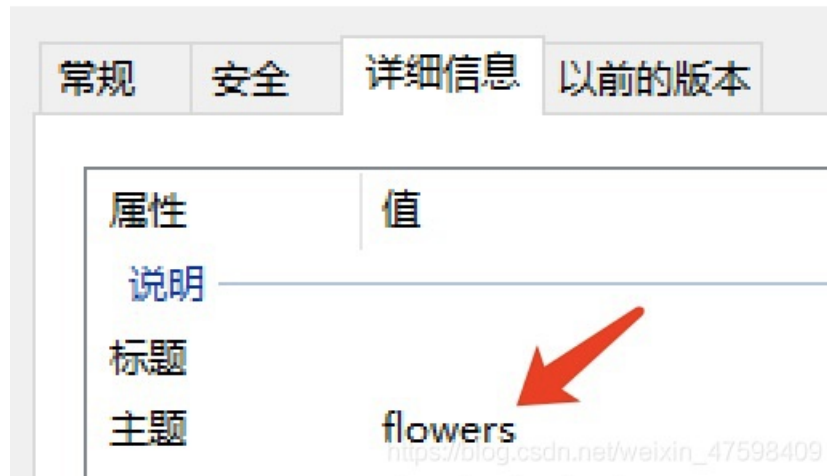 常规 安全 详细信息 以前的版本
属性 值
说明
标题
主题 flowers
https://blog.csdn.net/weixin_47598409